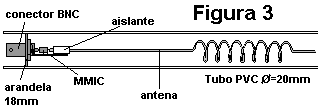 conector BNC
aislante
Figura 3
arandela
18mm
MMIC
antena
Tubo PVC Ø=20mm